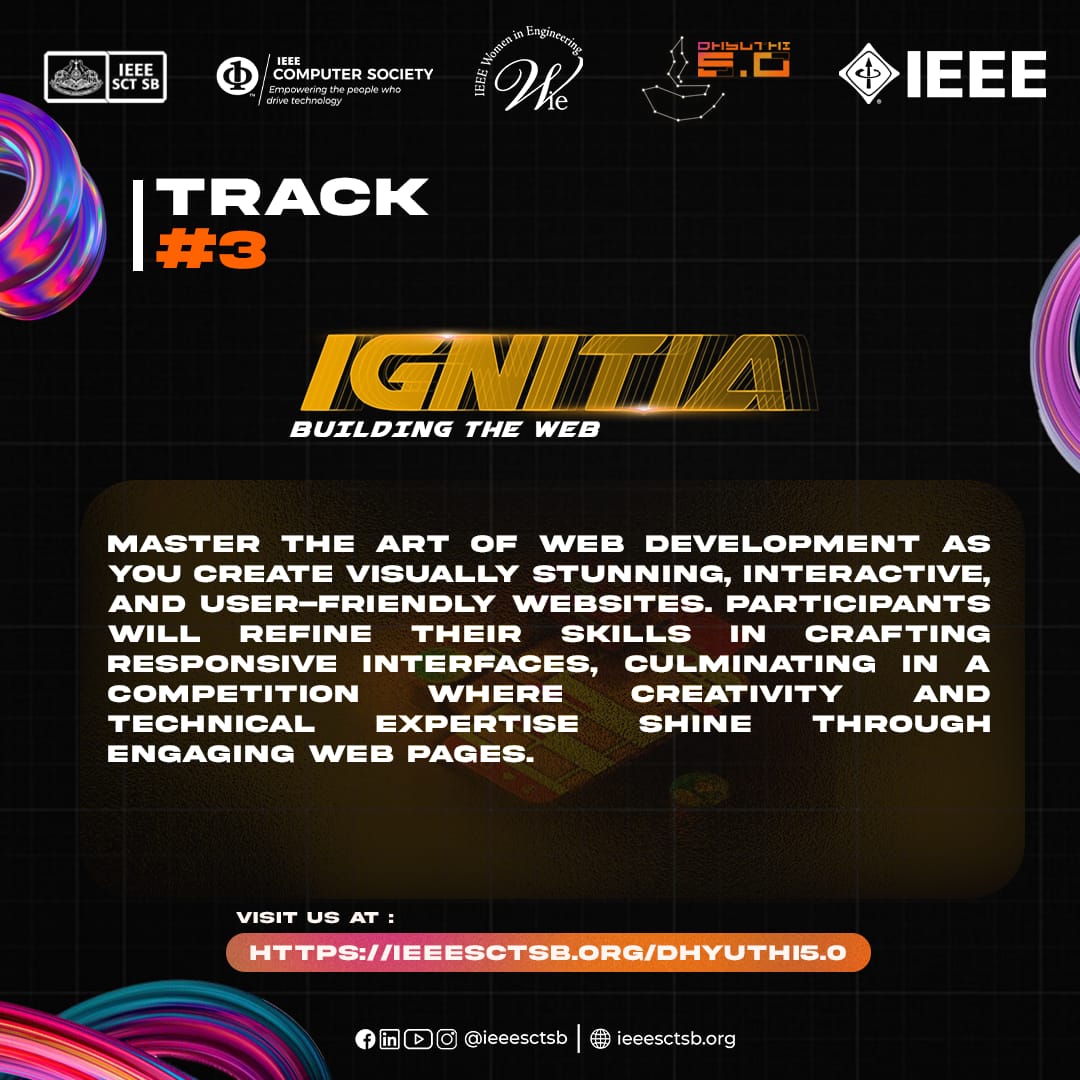 IEEE
SCT SB
IEEE
COMPUTER SOCIETY
Empowering the people who
drive technology
IEEE Women in Engineering
Wie
DHYUTHI
5.0
IEEE
TRACK
#3
IGNITIA
BUILDING THE WEB
MASTER THE ART OF WEB DEVELOPMENT AS
YOU CREATE VISUALLY STUNNING, INTERACTIVE,
AND USER-FRIENDLY WEBSITES. PARTICIPANTS
WILL REFINE THEIR SKILLS IN CRAFTING
RESPONSIVE INTERFACES, CULMINATING IN A
COMPETITION WHERE CREATIVITY AND
TECHNICAL EXPERTISE SHINE THROUGH
ENGAGING WEB PAGES.
VISIT US AT :
HTTPS://IEEESCTSB.ORG/DHYUTHI5.0
@ieeesctsb | ieeesctsb.org